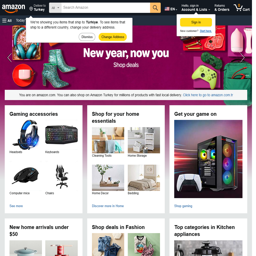 amazon
Deliver to
Turkey
All
Search Amazon
EN
Hello, sign in
Account & Lists
Returns
& Orders
Cart
All
We're showing you items that ship to Türkiye. To see items that
ship to a different country, change your delivery address.
Dismiss
Change Address
Sign in
New year, now you
Shop deals
You are on amazon.com. You can also shop on Amazon Turkey for millions of products with fast local delivery. Click here to go to amazon.com.tr
Gaming accessories
Shop for your home
essentials
Get your game on
Headsets
Keyboards
Cleaning Tools
Home Storage
Computer mice
Chairs
Home Decor
Bedding
See more
Discover more in Home
Shop gaming
New home arrivals under
$50
Shop deals in Fashion
Top categories in Kitchen
appliances